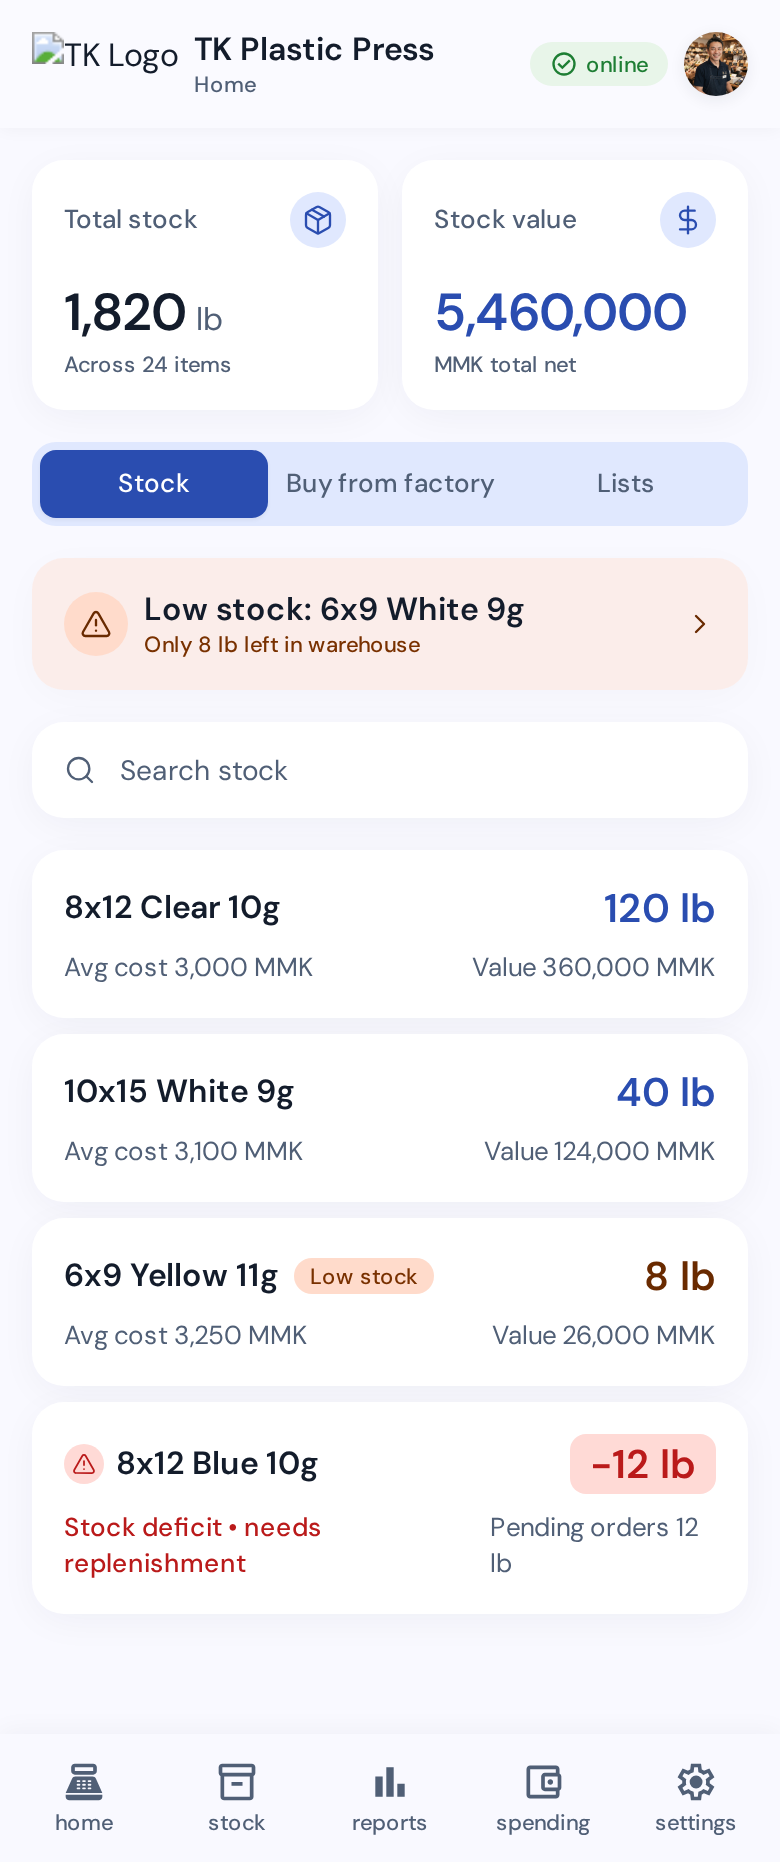 TK Logo
TK Plastic Press
Home
online
Total stock
1,820 lb
Across 24 items
Stock value
5,460,000
MMK total net
Stock
Buy from factory
Lists
Low stock: 6x9 White 9g
Only 8 lb left in warehouse
Search stock
8x12 Clear 10g
120 lb
Avg cost 3,000 MMK
Value 360,000 MMK
10x15 White 9g
40 lb
Avg cost 3,100 MMK
Value 124,000 MMK
6x9 Yellow 11g
Low stock
8 lb
Avg cost 3,250 MMK
Value 26,000 MMK
8x12 Blue 10g
−12 lb
Stock deficit • needs
replenishment
Pending orders 12
lb
home
stock
reports
spending
settings